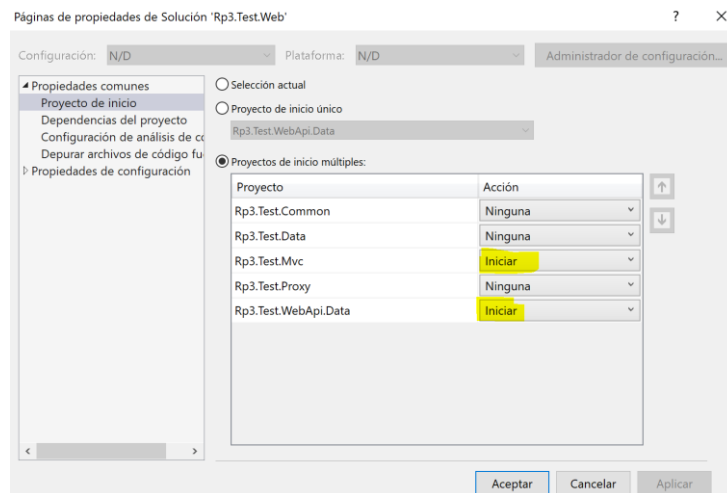 Páginas de propiedades de Solución 'Rp3.Test.Web'
? X
Configuración: N/D Plataforma: N/D Administrador de configuración...
Propiedades comunes
Proyecto de inicio
Dependencias del proyecto
Configuración de análisis de có
Depurar archivos de código fu
Propiedades de configuración
Selección actual
Proyecto de inicio único
Rp3.Test.WebApi.Data
Proyectos de inicio múltiples:
Proyecto Acción
Rp3.Test.Common Ninguna
Rp3.Test.Data Ninguna
Rp3.Test.Mvc Iniciar
Rp3.Test.Proxy Ninguna
Rp3.Test.WebApi.Data Iniciar
Aceptar Cancelar Aplicar